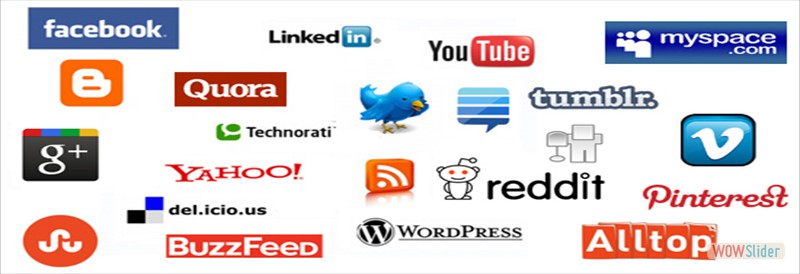 facebook
LinkedIn
YouTube
myspace
.com
Quora
tumblr.
Technorati
g+
YAHOO!
reddit
Pinterest
del.icio.us
BUZZFEED
WORDPRESS
Alltop
WOWSlider